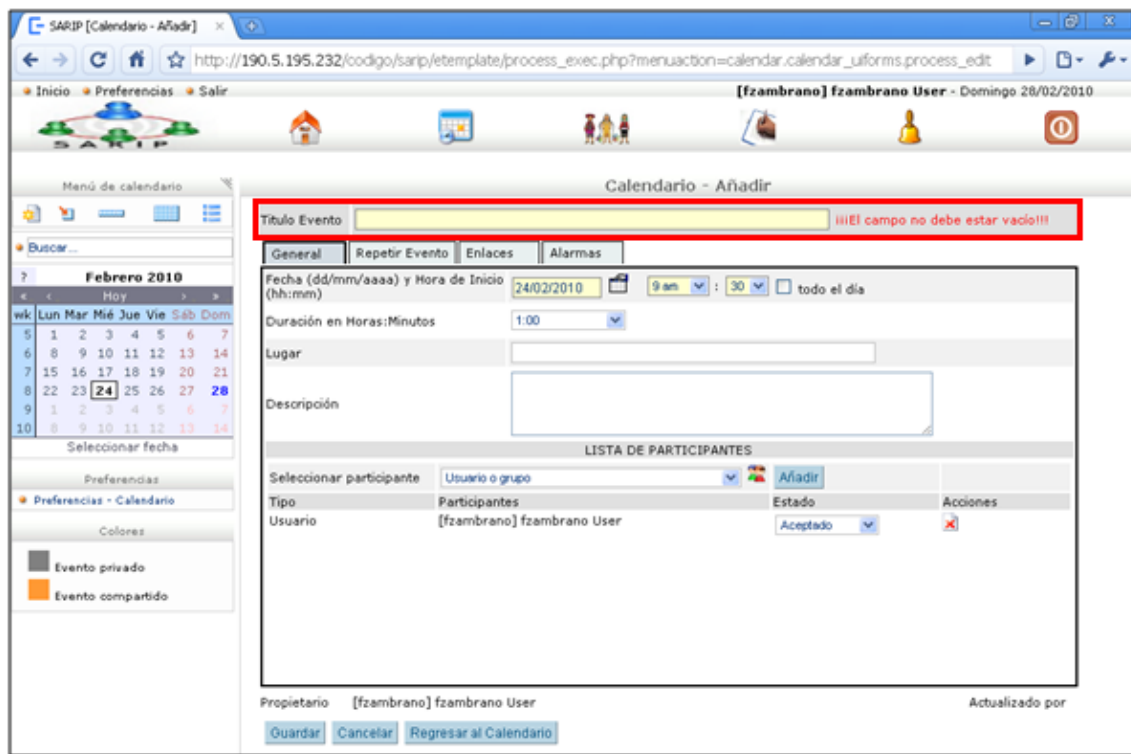 SARIP [Calendario - Añadir]
http://190.5.195.232/codigo/sarip/etemplate/process_exec.php?menuaction=calendar.calendar_uiforms.process_edit
Inicio Preferencias Salir [fzambrano] fzambrano User - Domingo 28/02/2010
SARIP
Menú de calendario
Calendario - Añadir
Titulo Evento ¡¡¡El campo no debe estar vacío!!!
Buscar...
General Repetir Evento Enlaces Alarmas
? Febrero 2010
« < Hoy > »
wk Lun Mar Mié Jue Vie Sáb Dom
5 1 2 3 4 5 6 7
6 8 9 10 11 12 13 14
7 15 16 17 18 19 20 21
8 22 23 24 25 26 27 28
9 1 2 3 4 5 6 7
10 8 9 10 11 12 13 14
Seleccionar fecha
Preferencias
Preferencias - Calendario
Colores
Evento privado
Evento compartido
Fecha (dd/mm/aaaa) y Hora de Inicio
(hh:mm)
24/02/2010 9 am : 30 todo el día
Duración en Horas:Minutos 1:00
Lugar
Descripción
LISTA DE PARTICIPANTES
Seleccionar participante Usuario o grupo Añadir
Tipo Participantes Estado Acciones
Usuario [fzambrano] fzambrano User Aceptado
Propietario [fzambrano] fzambrano User Actualizado por
Guardar Cancelar Regresar al Calendario